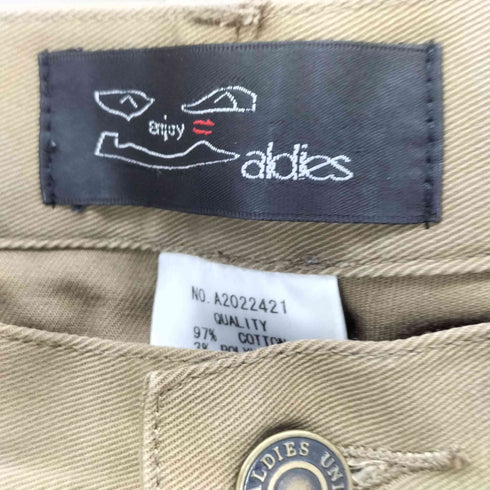 enjoy
aldies
NO. A2022421
QUALITY
97% COTTON
ALDIES UNI